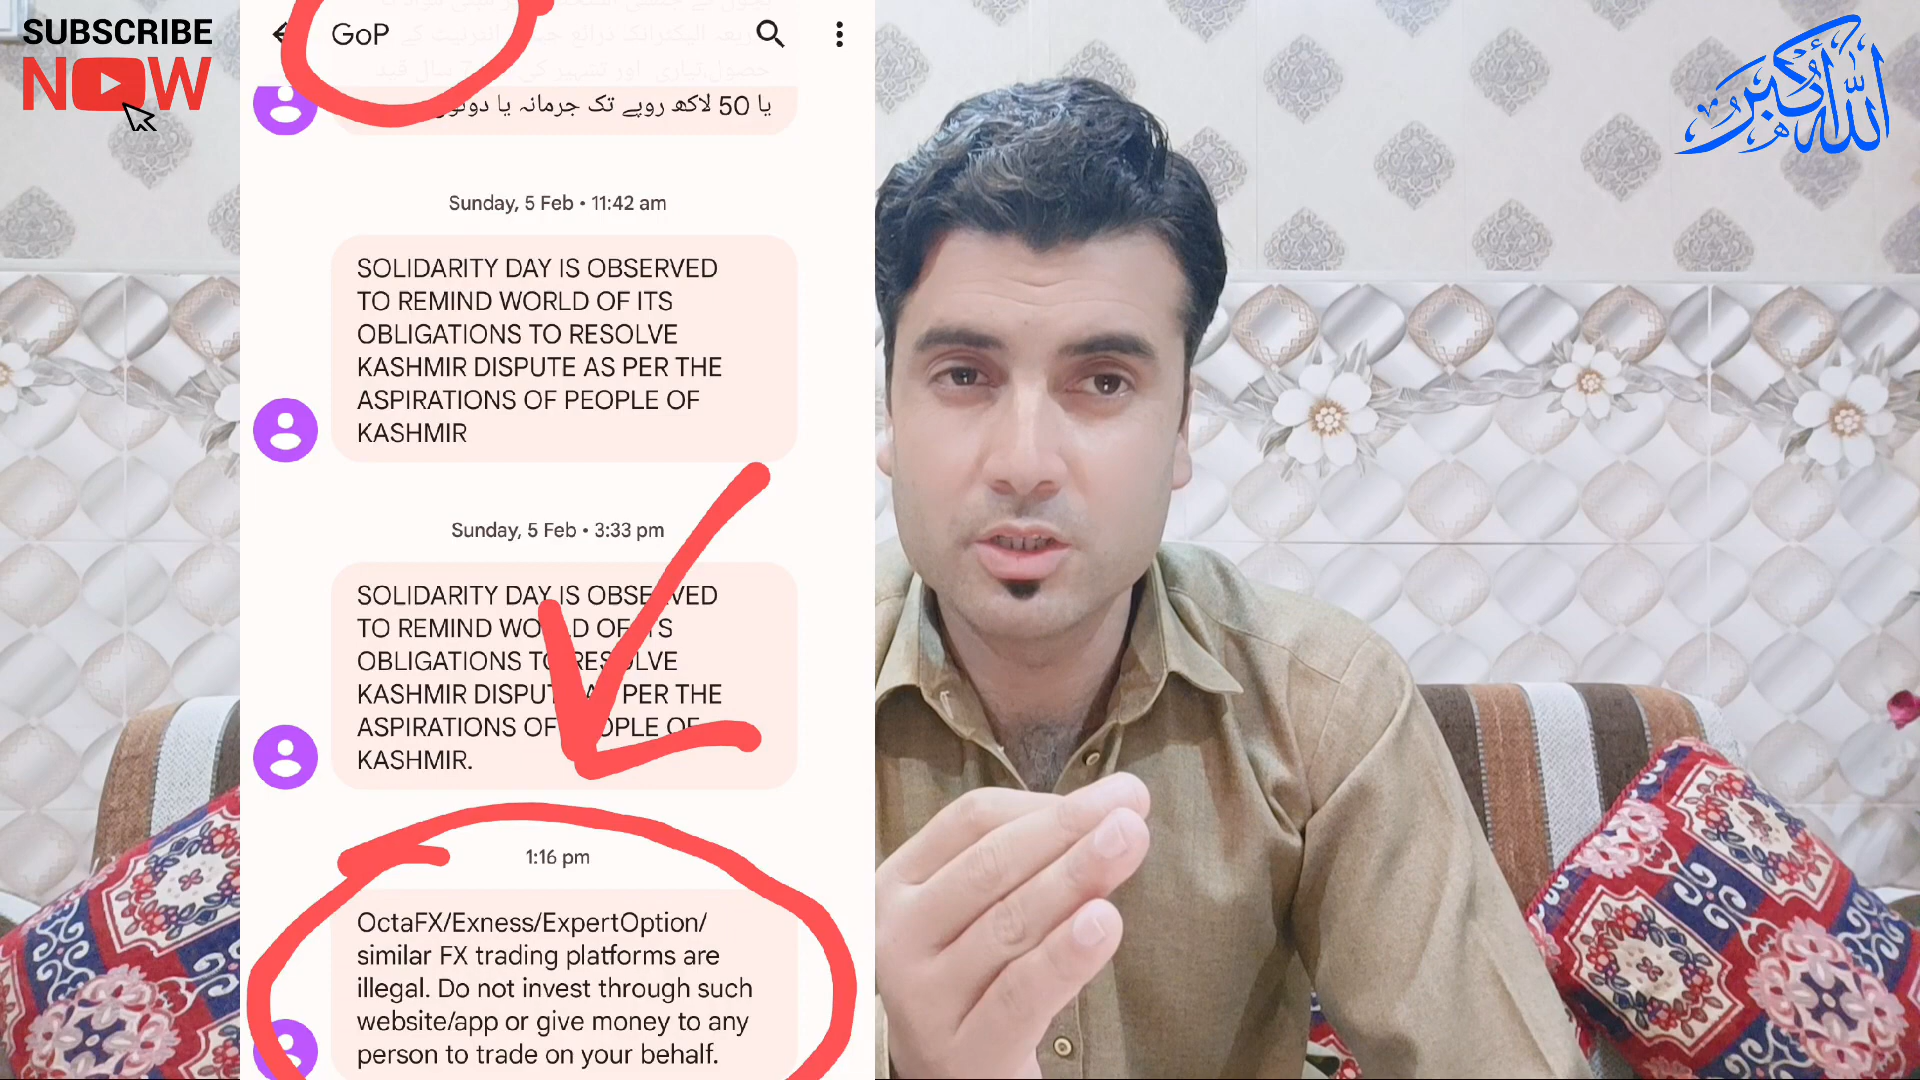 SUBSCRIBE
NOW
GoP
یا 50 لاکھ روپے تک جرمانہ یا
Sunday, 5 Feb • 11:42 am
SOLIDARITY DAY IS OBSERVED
TO REMIND WORLD OF ITS
OBLIGATIONS TO RESOLVE
KASHMIR DISPUTE AS PER THE
ASPIRATIONS OF PEOPLE OF
KASHMIR
Sunday, 5 Feb • 3:33 pm
SOLIDARITY DAY IS OBSERVED
TO REMIND WORLD OF ITS
OBLIGATIONS TO RESOLVE
KASHMIR DISPUTE AS PER THE
ASPIRATIONS OF PEOPLE OF
KASHMIR.
1:16 pm
OctaFX/Exness/ExpertOption/
similar FX trading platforms are
illegal. Do not invest through such
website/app or give money to any
person to trade on your behalf.
الله أكبر